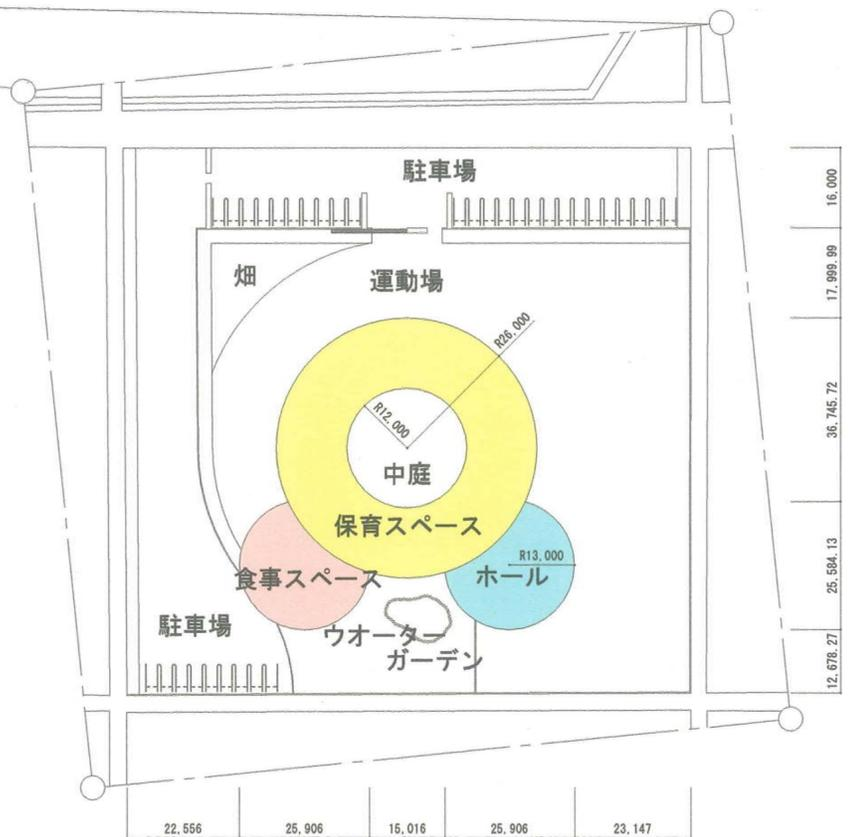 駐車場
畑
運動場
R26,000
R12,000
中庭
保育スペース
食事スペース
R13,000
ホール
駐車場
ウオーター
ガーデン
16,000
17,999.99
36,745.72
25,584.13
12,678.27
22,556
25,906
15,016
25,906
23,147